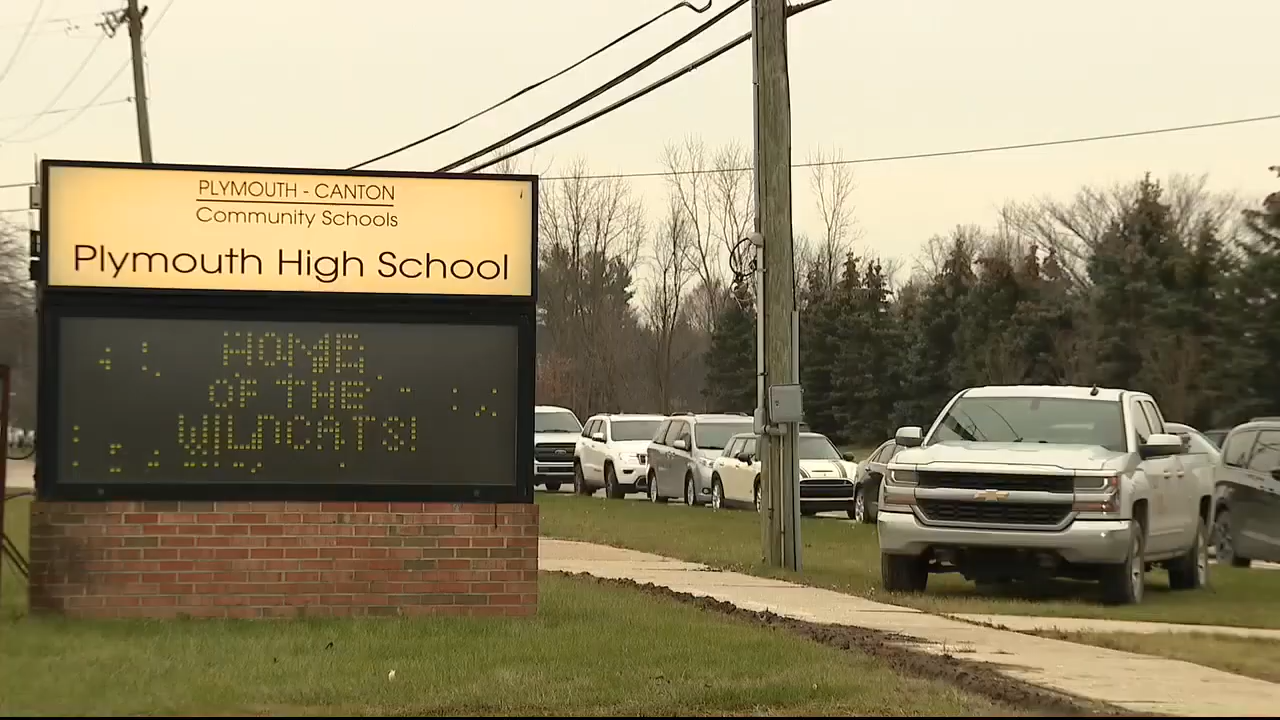 PLYMOUTH - CANTON
Community Schools
Plymouth High School
HOME
OF THE
WILDCATS!